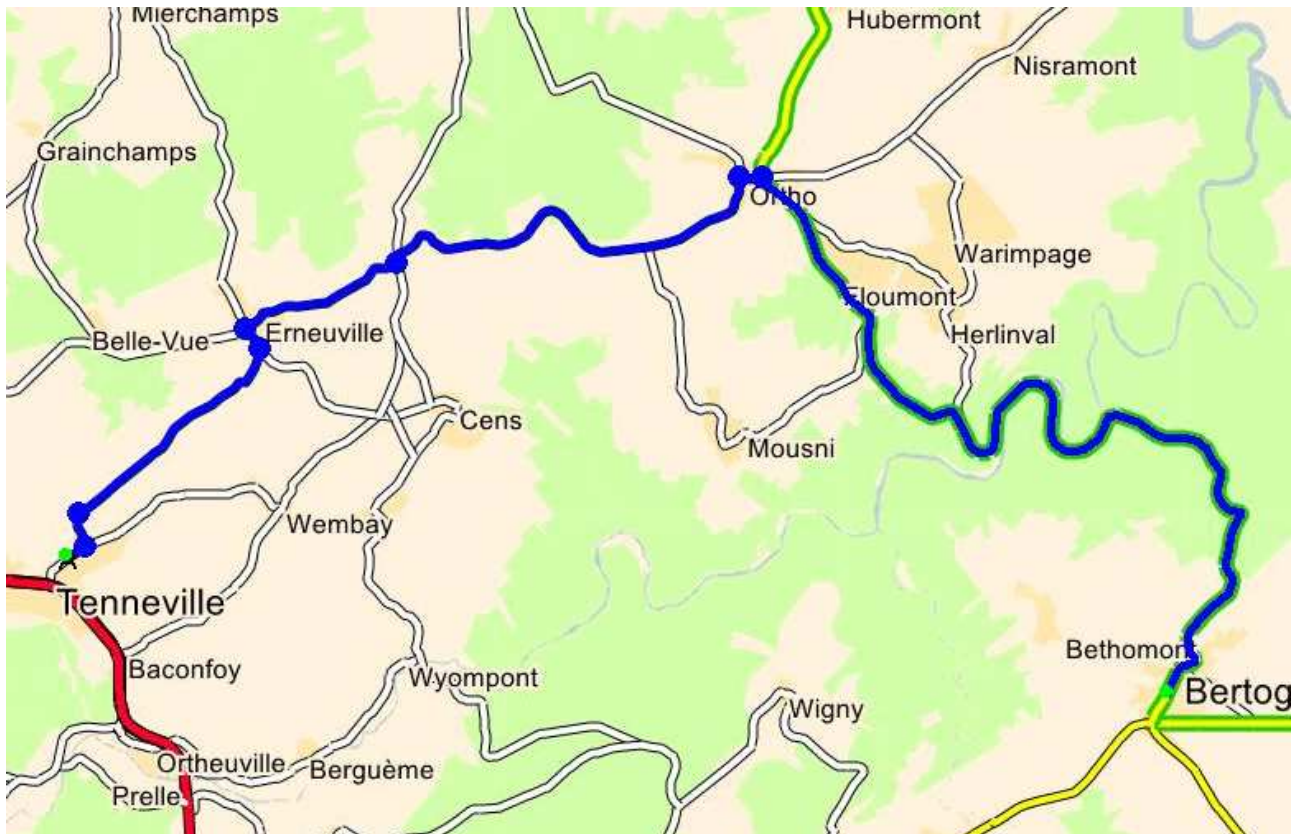 Mierchamps
Hubermont
Nisramont
Grainchamps
Ortho
Warimpage
Floumont
Belle-Vue
Erneuville
Herlinval
Cens
Mousni
Wembay
Tenneville
Bethomont
Baconfoy
Wyompont
Bertog
Wigny
Ortheuville
Berguème
Prelle